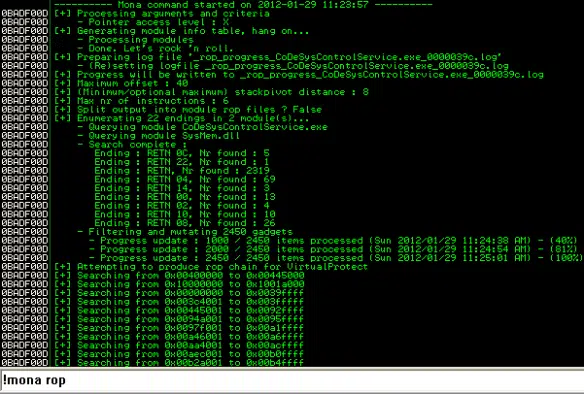 ---------- Mona command started on 2012-01-29 11:23:57 ----------
0BADF00D [+] Processing arguments and criteria
0BADF00D - Pointer access level : X
0BADF00D [+] Generating module info table, hang on...
0BADF00D - Processing modules
0BADF00D - Done. Let's rock 'n roll.
0BADF00D [+] Preparing log file "_rop_progress_CoDeSysControlService.exe_0000039c.log"
0BADF00D - (Re)setting logfile _rop_progress_CoDeSysControlService.exe_0000039c.log
0BADF00D [+] Progress will be written to _rop_progress_CoDeSysControlService.exe_0000039c.log
0BADF00D [+] Maximum offset : 40
0BADF00D [+] (Minimum/optional maximum) stackpivot distance : 8
0BADF00D [+] Max nr of instructions : 6
0BADF00D [+] Split output into module rop files ? False
0BADF00D [+] Enumerating 22 endings in 2 module(s)...
0BADF00D - Querying module CoDeSysControlService.exe
0BADF00D - Querying module SysMem.dll
0BADF00D - Search complete :
0BADF00D Ending : RETN 0C, Nr found : 5
0BADF00D Ending : RETN 22, Nr found : 1
0BADF00D Ending : RETN, Nr found : 2319
0BADF00D Ending : RETN 04, Nr found : 69
0BADF00D Ending : RETN 14, Nr found : 3
0BADF00D Ending : RETN 00, Nr found : 13
0BADF00D Ending : RETN 02, Nr found : 4
0BADF00D Ending : RETN 10, Nr found : 10
0BADF00D Ending : RETN 08, Nr found : 26
0BADF00D - Filtering and mutating 2450 gadgets
0BADF00D - Progress update : 1000 / 2450 items processed (Sun 2012/01/29 11:24:38 AM) - (40%)
0BADF00D - Progress update : 2000 / 2450 items processed (Sun 2012/01/29 11:24:54 AM) - (81%)
0BADF00D - Progress update : 2450 / 2450 items processed (Sun 2012/01/29 11:25:01 AM) - (100%)
0BADF00D [+] Attempting to produce rop chain for VirtualProtect
0BADF00D [+] Searching from 0x00400000 to 0x00445000
0BADF00D [+] Searching from 0x10000000 to 0x1001a000
0BADF00D [+] Searching from 0x00000000 to 0x0039ffff
0BADF00D [+] Searching from 0x003c4001 to 0x003fffff
0BADF00D [+] Searching from 0x00445001 to 0x0092ffff
0BADF00D [+] Searching from 0x0094a001 to 0x0095ffff
0BADF00D [+] Searching from 0x0097f001 to 0x00a1ffff
0BADF00D [+] Searching from 0x00a46001 to 0x00a6ffff
0BADF00D [+] Searching from 0x00aa4001 to 0x00acffff
0BADF00D [+] Searching from 0x00aec001 to 0x00b0ffff
0BADF00D [+] Searching from 0x00b2a001 to 0x00b4ffff
!mona rop